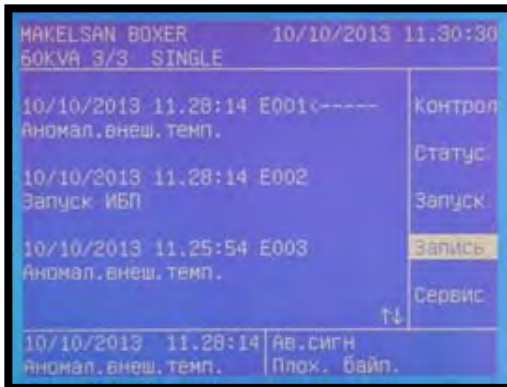 MAKELSAN BOXER 10/10/2013 11.30:30
60KVA 3/3 SINGLE
10/10/2013 11.28:14 E001<-----
Аномал.внеш.темп.
10/10/2013 11.28:14 E002
Запуск ИБП
10/10/2013 11.25:54 E003
Аномал.внеш.темп.
↑↓
Контрол
Статус
Запуск
Запись
Сервис
10/10/2013 11.28:14
Аномал.внеш.темп.
Ав.сигн
Плох. байп.